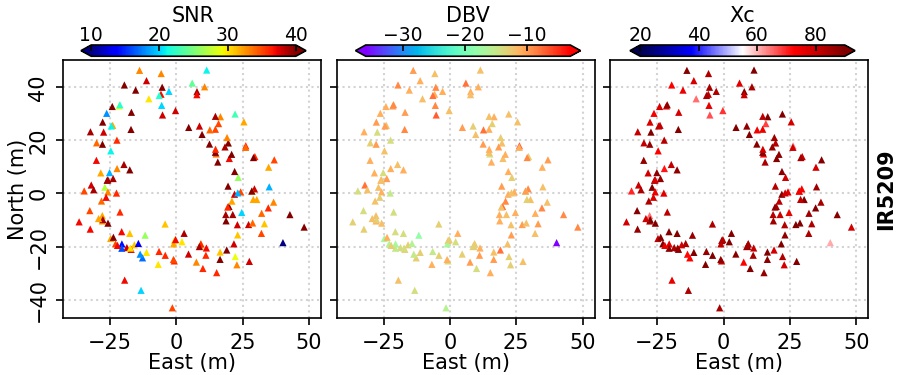 SNR DBV Xc
10 20 30 40 −30 −20 −10 20 40 60 80
40
20
0
−20
−40
North (m)
IR5209
−25 0 25 50 −25 0 25 50 −25 0 25 50
East (m) East (m) East (m)